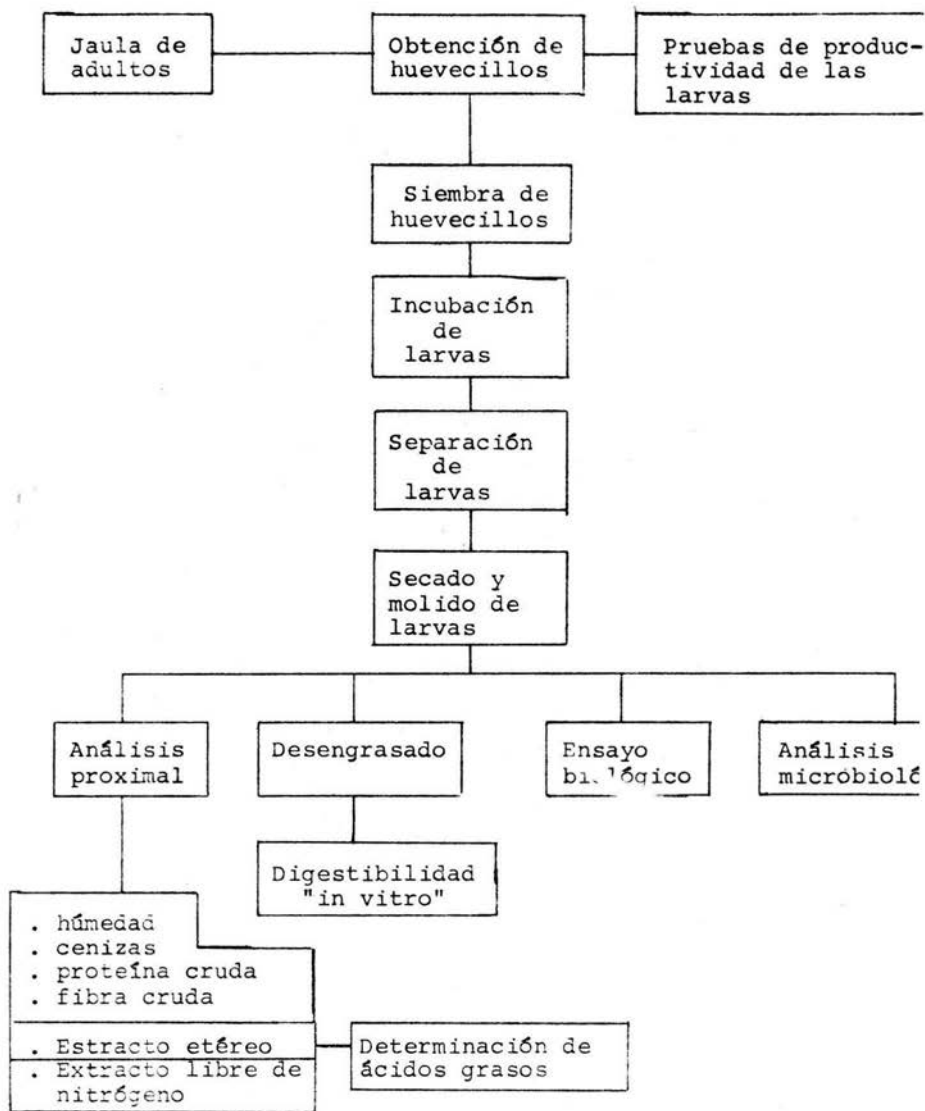 Jaula de
adultos
Obtención de
huevecillos
Pruebas de produc-
tividad de las
larvas
Siembra de
huevecillos
Incubación
de
larvas
Separación
de
larvas
Secado y
molido de
larvas
Análisis
proximal
Desengrasado
Ensayo
Análisis
Digestibilidad
"in vitro"
. húmedad
. cenizas
. proteína cruda
. fibra cruda
. Estracto etéreo
. Extracto libre de
nitrógeno
Determinación de
ácidos grasos